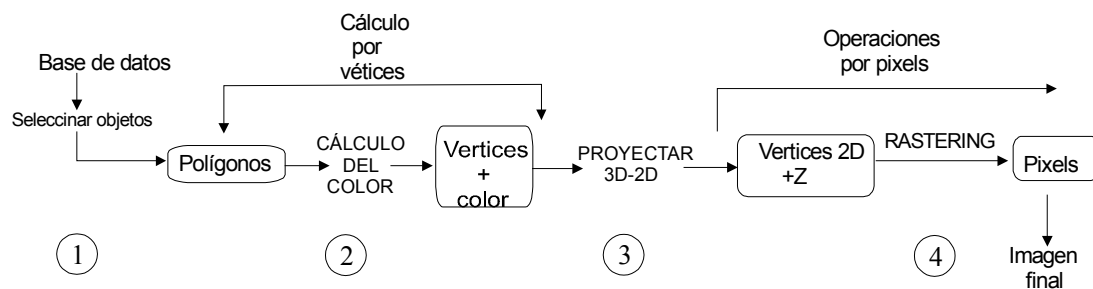 Base de datos
Seleccinar objetos
Cálculo
por
vétices
Polígonos
CÁLCULO
DEL
COLOR
Vertices
+
color
PROYECTAR
3D-2D
Operaciones
por pixels
Vertices 2D
+Z
RASTERING
Pixels
Imagen
final
1
2
3
4